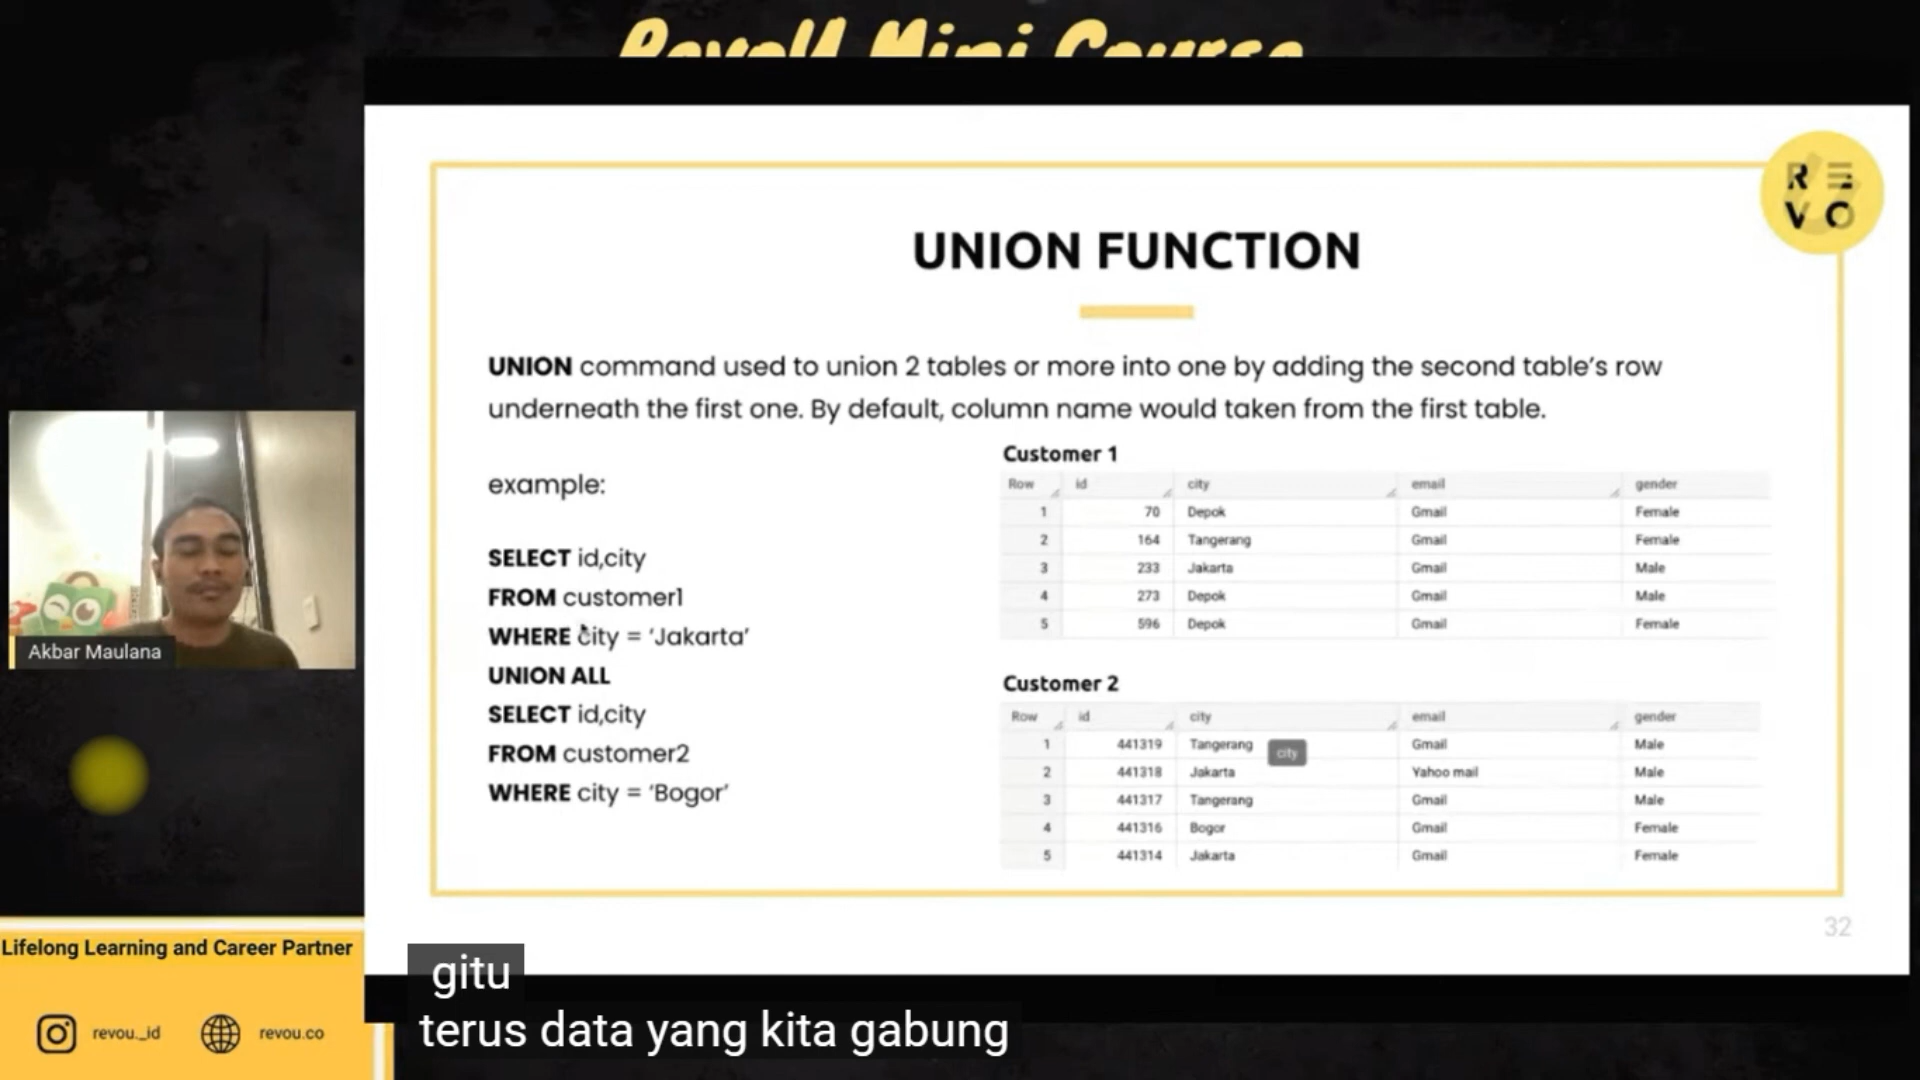 RevoU Mini Course
R E
V O
UNION FUNCTION
UNION command used to union 2 tables or more into one by adding the second table's row
underneath the first one. By default, column name would taken from the first table.
example:
SELECT id,city
FROM customer1
WHERE city = ‘Jakarta’
UNION ALL
SELECT id,city
FROM customer2
WHERE city = ‘Bogor’
Customer 1
Row id city email gender
1 70 Depok Gmail Female
2 164 Tangerang Gmail Female
3 233 Jakarta Gmail Male
4 273 Depok Gmail Male
5 596 Depok Gmail Female
Customer 2
Row id city email gender
1 441319 Tangerang Gmail Male
city
2 441318 Jakarta Yahoo mail Male
3 441317 Tangerang Gmail Male
4 441316 Bogor Gmail Female
5 441314 Jakarta Gmail Female
32
Akbar Maulana
Lifelong Learning and Career Partner
revou_id
revou.co
gitu
terus data yang kita gabung